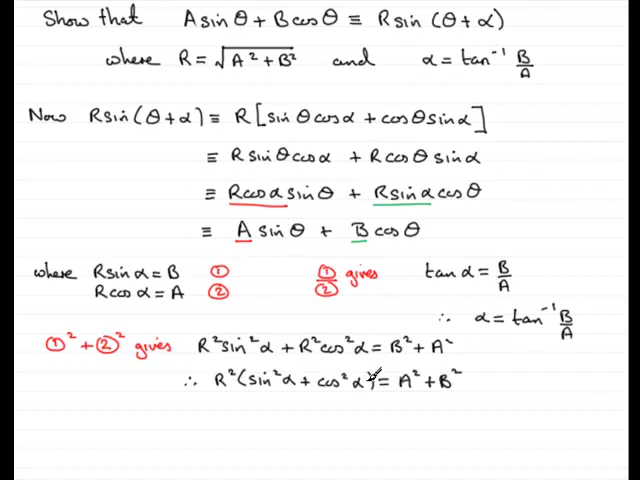 Show that A sin θ + B cos θ ≡ R sin (θ + α)
where R = √A² + B² and α = tan⁻¹ B/A
Now R sin (θ + α) ≡ R [sin θ cos α + cos θ sin α]
≡ R sin θ cos α + R cos θ sin α
≡ R cos α sin θ + R sin α cos θ
≡ A sin θ + B cos θ
where R sin α = B ① ①/② gives tan α = B/A
R cos α = A ②
∴ α = tan⁻¹ B/A
①² + ②² gives R² sin² α + R² cos² α = B² + A²
∴ R² (sin² α + cos² α) = A² + B²